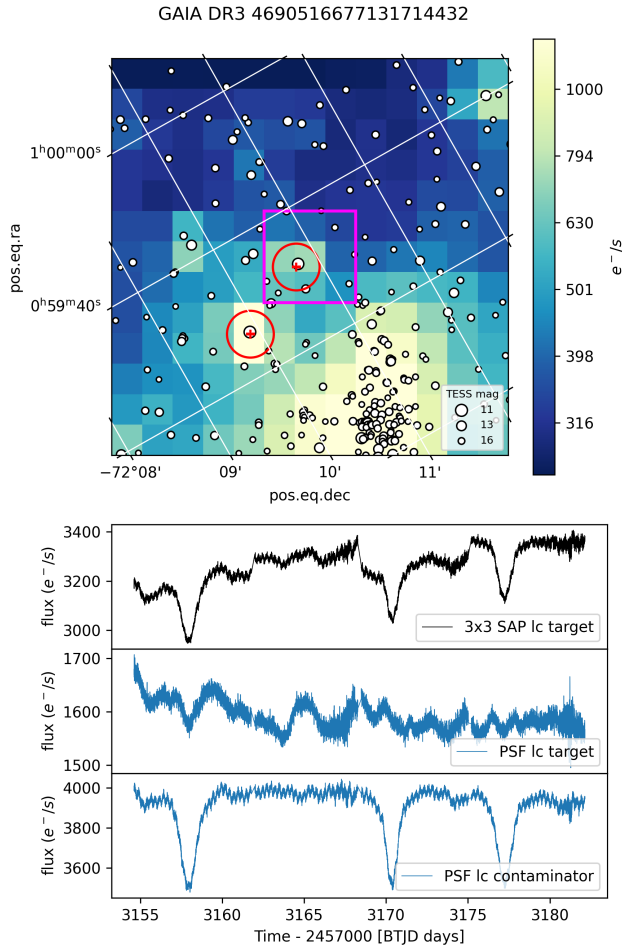 GAIA DR3 4690516677131714432
1ʰ00ᵐ00ˢ
0ʰ59ᵐ40ˢ
pos.eq.ra
−72°08'
09'
10'
11'
pos.eq.dec
TESS mag
11
13
16
1000
794
630
501
398
316
e⁻/s
3400
3200
3000
flux (e⁻/s)
3x3 SAP lc target
1700
1600
1500
flux (e⁻/s)
PSF lc target
4000
3800
3600
flux (e⁻/s)
PSF lc contaminator
3155
3160
3165
3170
3175
3180
Time - 2457000 [BTJD days]